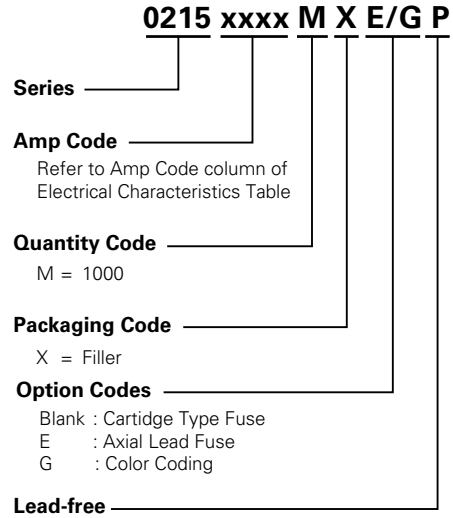 0215 xxxx M X E/G P
Series
Amp Code
Refer to Amp Code column of
Electrical Characteristics Table
Quantity Code
M = 1000
Packaging Code
X = Filler
Option Codes
Blank : Cartidge Type Fuse
E : Axial Lead Fuse
G : Color Coding
Lead-free